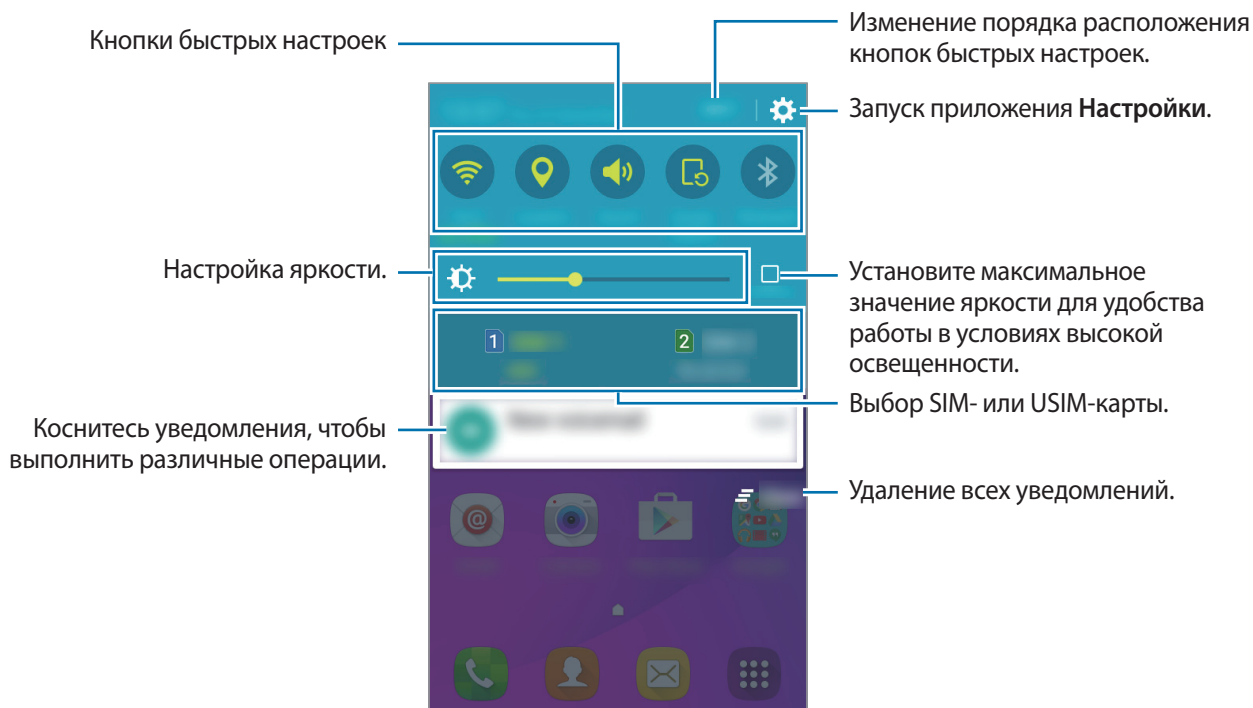 Кнопки быстрых настроек
Изменение порядка расположения
кнопок быстрых настроек.
Запуск приложения Настройки.
Настройка яркости.
Установите максимальное
значение яркости для удобства
работы в условиях высокой
освещенности.
1
2
Выбор SIM- или USIM-карты.
Коснитесь уведомления, чтобы
выполнить различные операции.
Удаление всех уведомлений.